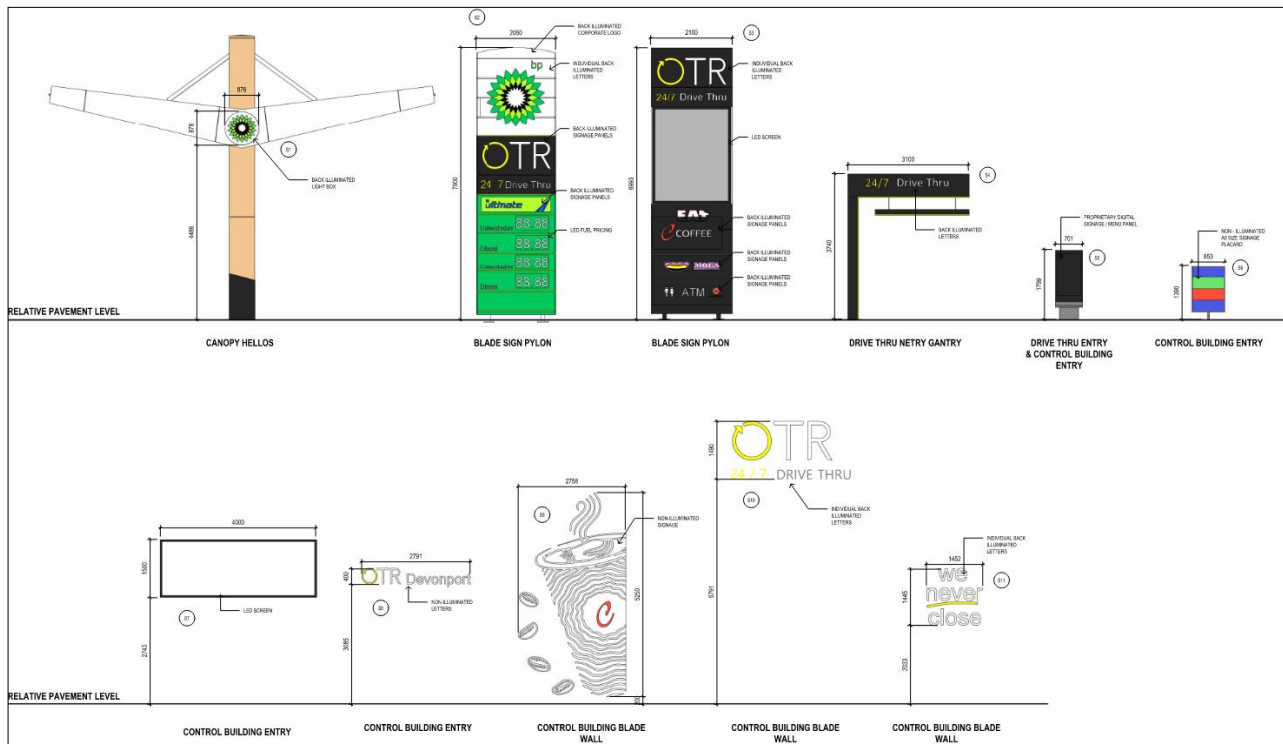 S2
2050
BACK ILLUMINATED
CORPORATE LOGO
2100
S3
bp
INDUVIDUAL BACK
ILLUMINATED
LETTERS
OTR
INDIVIDUAL BACK
ILLUMINATED
LETTERS
24/7 Drive Thru
876
876
S1
BACK ILLUMINATED
LIGHT BOX
4486
7000
BACK ILLUMINATED
SIGNAGE PANELS
OTR
24 7 Drive Thru
ultimate
BACK ILLUMINATED
SIGNAGE PANELS
Unleaded
88 88
LED FUEL PRICING
Diesel
88 88
Unleaded
88 88
Diesel
88 88
6993
LED SCREEN
EAT
C COFFEE
BACK ILLUMINATED
SIGNAGE PANELS
BACK ILLUMINATED
SIGNAGE PANELS
ATM
BACK ILLUMINATED
SIGNAGE PANELS
3100
S4
24/7 Drive Thru
BACK ILLUMINATED
LETTERS
3740
PROPRIETARY DIGITAL
SIGNAGE / MENU PANEL
701
S5
1799
NON - ILLUMINATED
A0 SIZE SIGNAGE
PLACARD
853
S6
1390
RELATIVE PAVEMENT LEVEL
CANOPY HELLOS
BLADE SIGN PYLON
BLADE SIGN PYLON
DRIVE THRU NETRY GANTRY
DRIVE THRU ENTRY
& CONTROL BUILDING
ENTRY
CONTROL BUILDING ENTRY
4000
1500
LED SCREEN
S7
2743
2791
400
OTR Devonport
S8
NON-ILLUMINATED
LETTERS
3085
2758
S9
NON-ILLUMINATED
SIGNAGE
C
5250
1490
OTR
24 / 7 DRIVE THRU
S10
INDIVIDUAL BACK
ILLUMINATED
LETTERS
5791
INDIVIDUAL BACK
ILLUMINATED
LETTERS
1452
we
never
close
S11
1445
2033
RELATIVE PAVEMENT LEVEL
CONTROL BUILDING ENTRY
CONTROL BUILDING ENTRY
CONTROL BUILDING BLADE
WALL
CONTROL BUILDING BLADE
WALL
CONTROL BUILDING BLADE
WALL